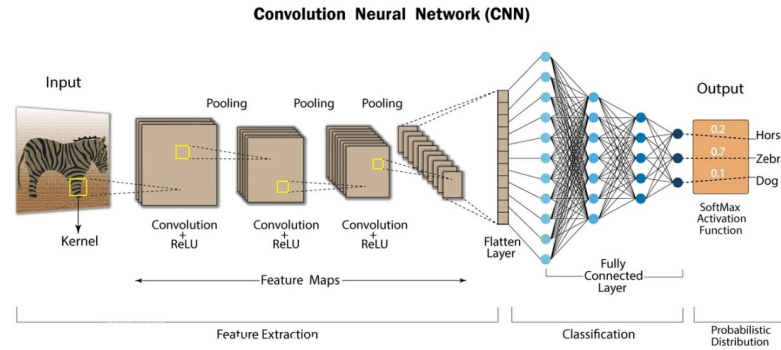 Convolution Neural Network (CNN)
Input
Kernel
Pooling
Pooling
Pooling
Convolution
+
ReLU
Convolution
+
ReLU
Convolution
+
ReLU
Feature Maps
Flatten
Layer
Fully
Connected
Layer
Output
0.2
0.7
0.1
Hors
Zebr
Dog
SoftMax
Activation
Function
Feature Extraction
Classification
Probabilistic
Distribution